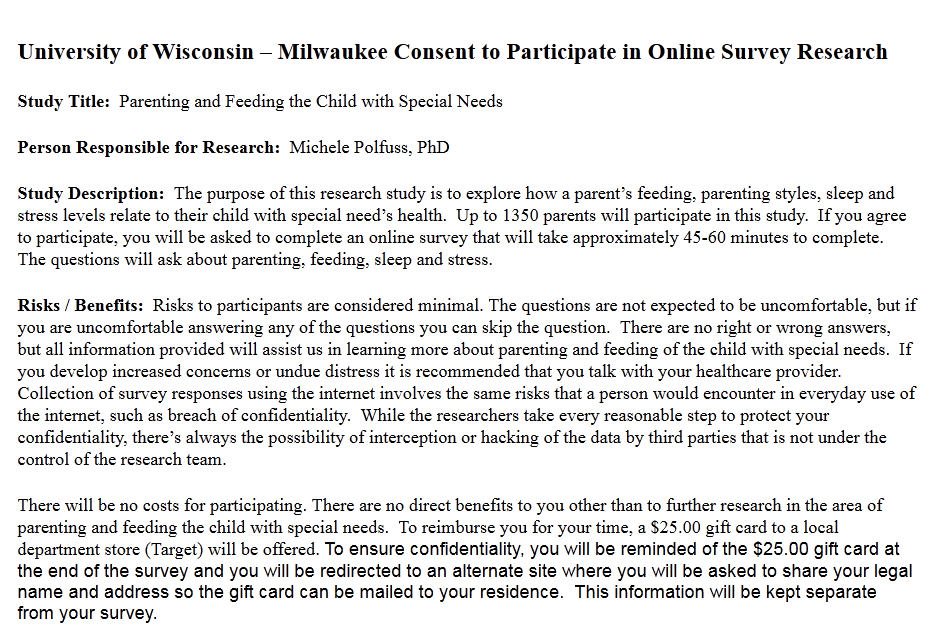 University of Wisconsin – Milwaukee Consent to Participate in Online Survey Research
Study Title:  Parenting and Feeding the Child with Special Needs
Person Responsible for Research:  Michele Polfuss, PhD
Study Description:  The purpose of this research study is to explore how a parent’s feeding, parenting styles, sleep and
stress levels relate to their child with special need’s health.  Up to 1350 parents will participate in this study.  If you agree
to participate, you will be asked to complete an online survey that will take approximately 45-60 minutes to complete.
The questions will ask about parenting, feeding, sleep and stress.
Risks / Benefits:  Risks to participants are considered minimal. The questions are not expected to be uncomfortable, but if
you are uncomfortable answering any of the questions you can skip the question.  There are no right or wrong answers,
but all information provided will assist us in learning more about parenting and feeding of the child with special needs.  If
you develop increased concerns or undue distress it is recommended that you talk with your healthcare provider.
Collection of survey responses using the internet involves the same risks that a person would encounter in everyday use of
the internet, such as breach of confidentiality.  While the researchers take every reasonable step to protect your
confidentiality, there’s always the possibility of interception or hacking of the data by third parties that is not under the
control of the research team.
There will be no costs for participating. There are no direct benefits to you other than to further research in the area of
parenting and feeding the child with special needs.  To reimburse you for your time, a $25.00 gift card to a local
department store (Target) will be offered. To ensure confidentiality, you will be reminded of the $25.00 gift card at
the end of the survey and you will be redirected to an alternate site where you will be asked to share your legal
name and address so the gift card can be mailed to your residence.  This information will be kept separate
from your survey.